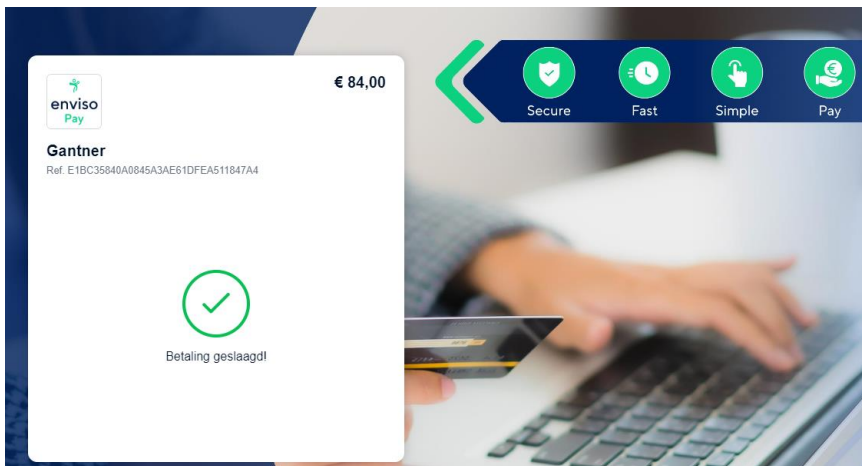 enviso
Pay
€ 84,00
Gantner
Ref. E1BC35840A0845A3AE61DFEA511847A4
Betaling geslaagd!
Secure
Fast
Simple
Pay